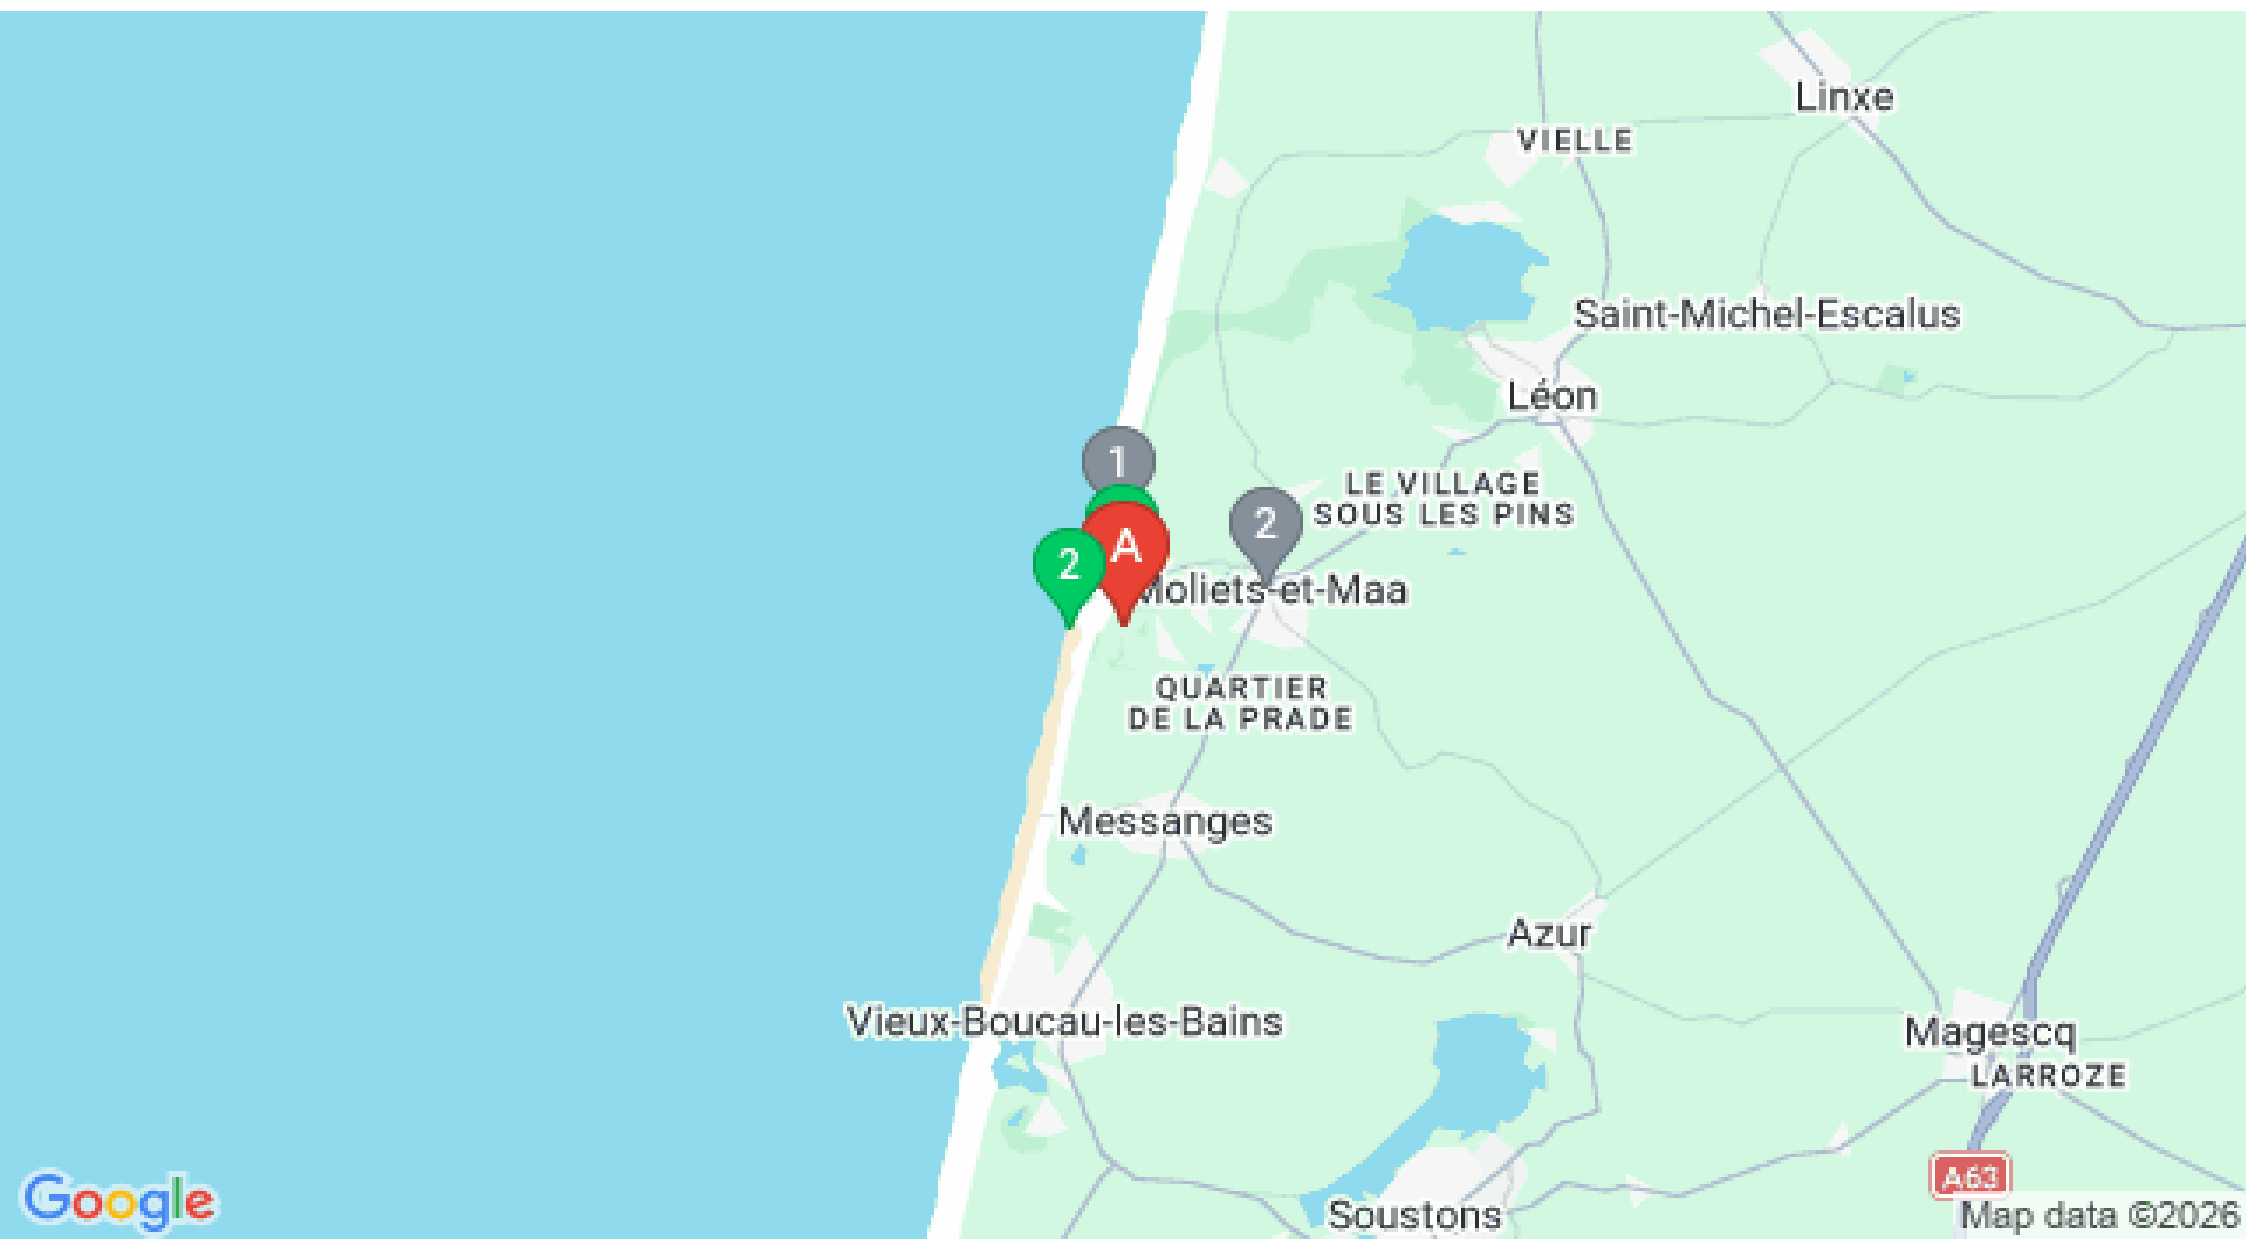 Linxe
VIELLE
Saint-Michel-Escalus
Léon
1
LE VILLAGE
SOUS LES PINS
2
A
2
Moliets-et-Maa
QUARTIER
DE LA PRADE
Messanges
Azur
Vieux-Boucau-les-Bains
Magescq
LARROZE
A63
Google
Soustons
Map data ©2026